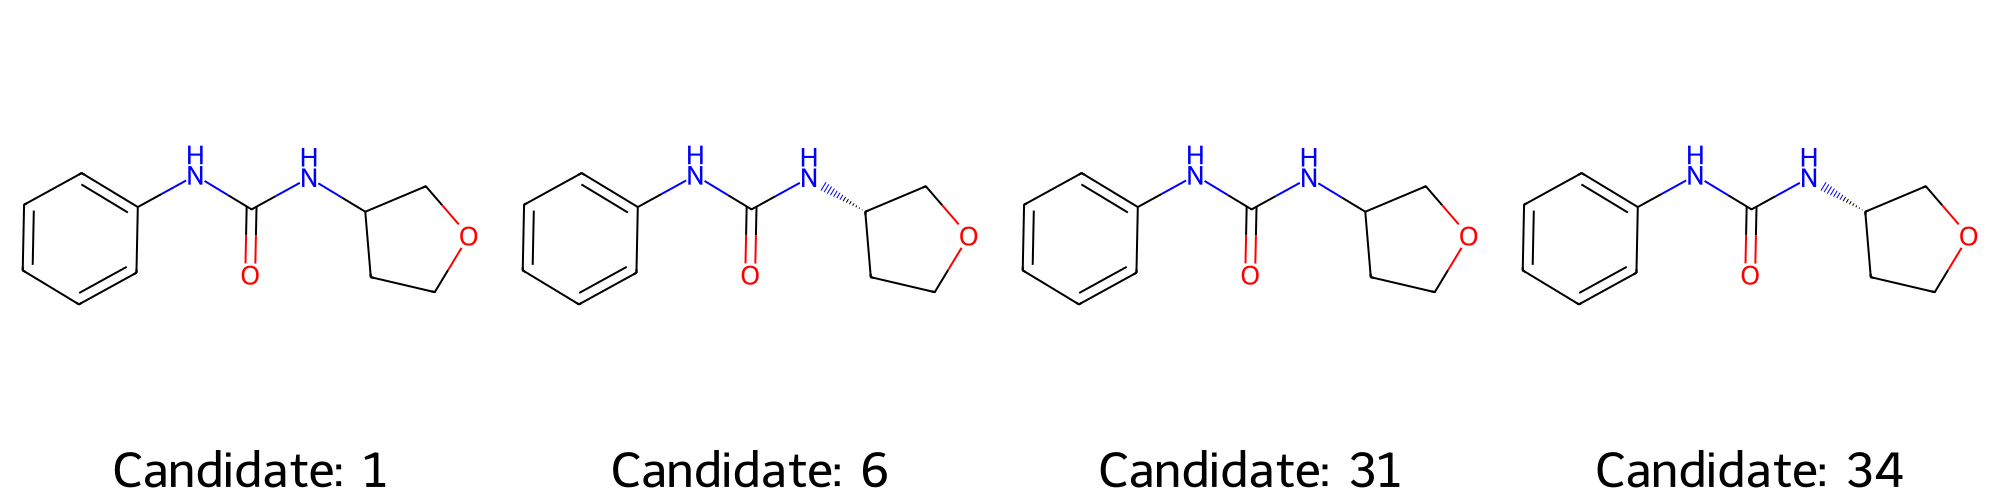 H H H H H H H H
N N N N N N N N
O O O O
O O O O
Candidate: 1 Candidate: 6 Candidate: 31 Candidate: 34